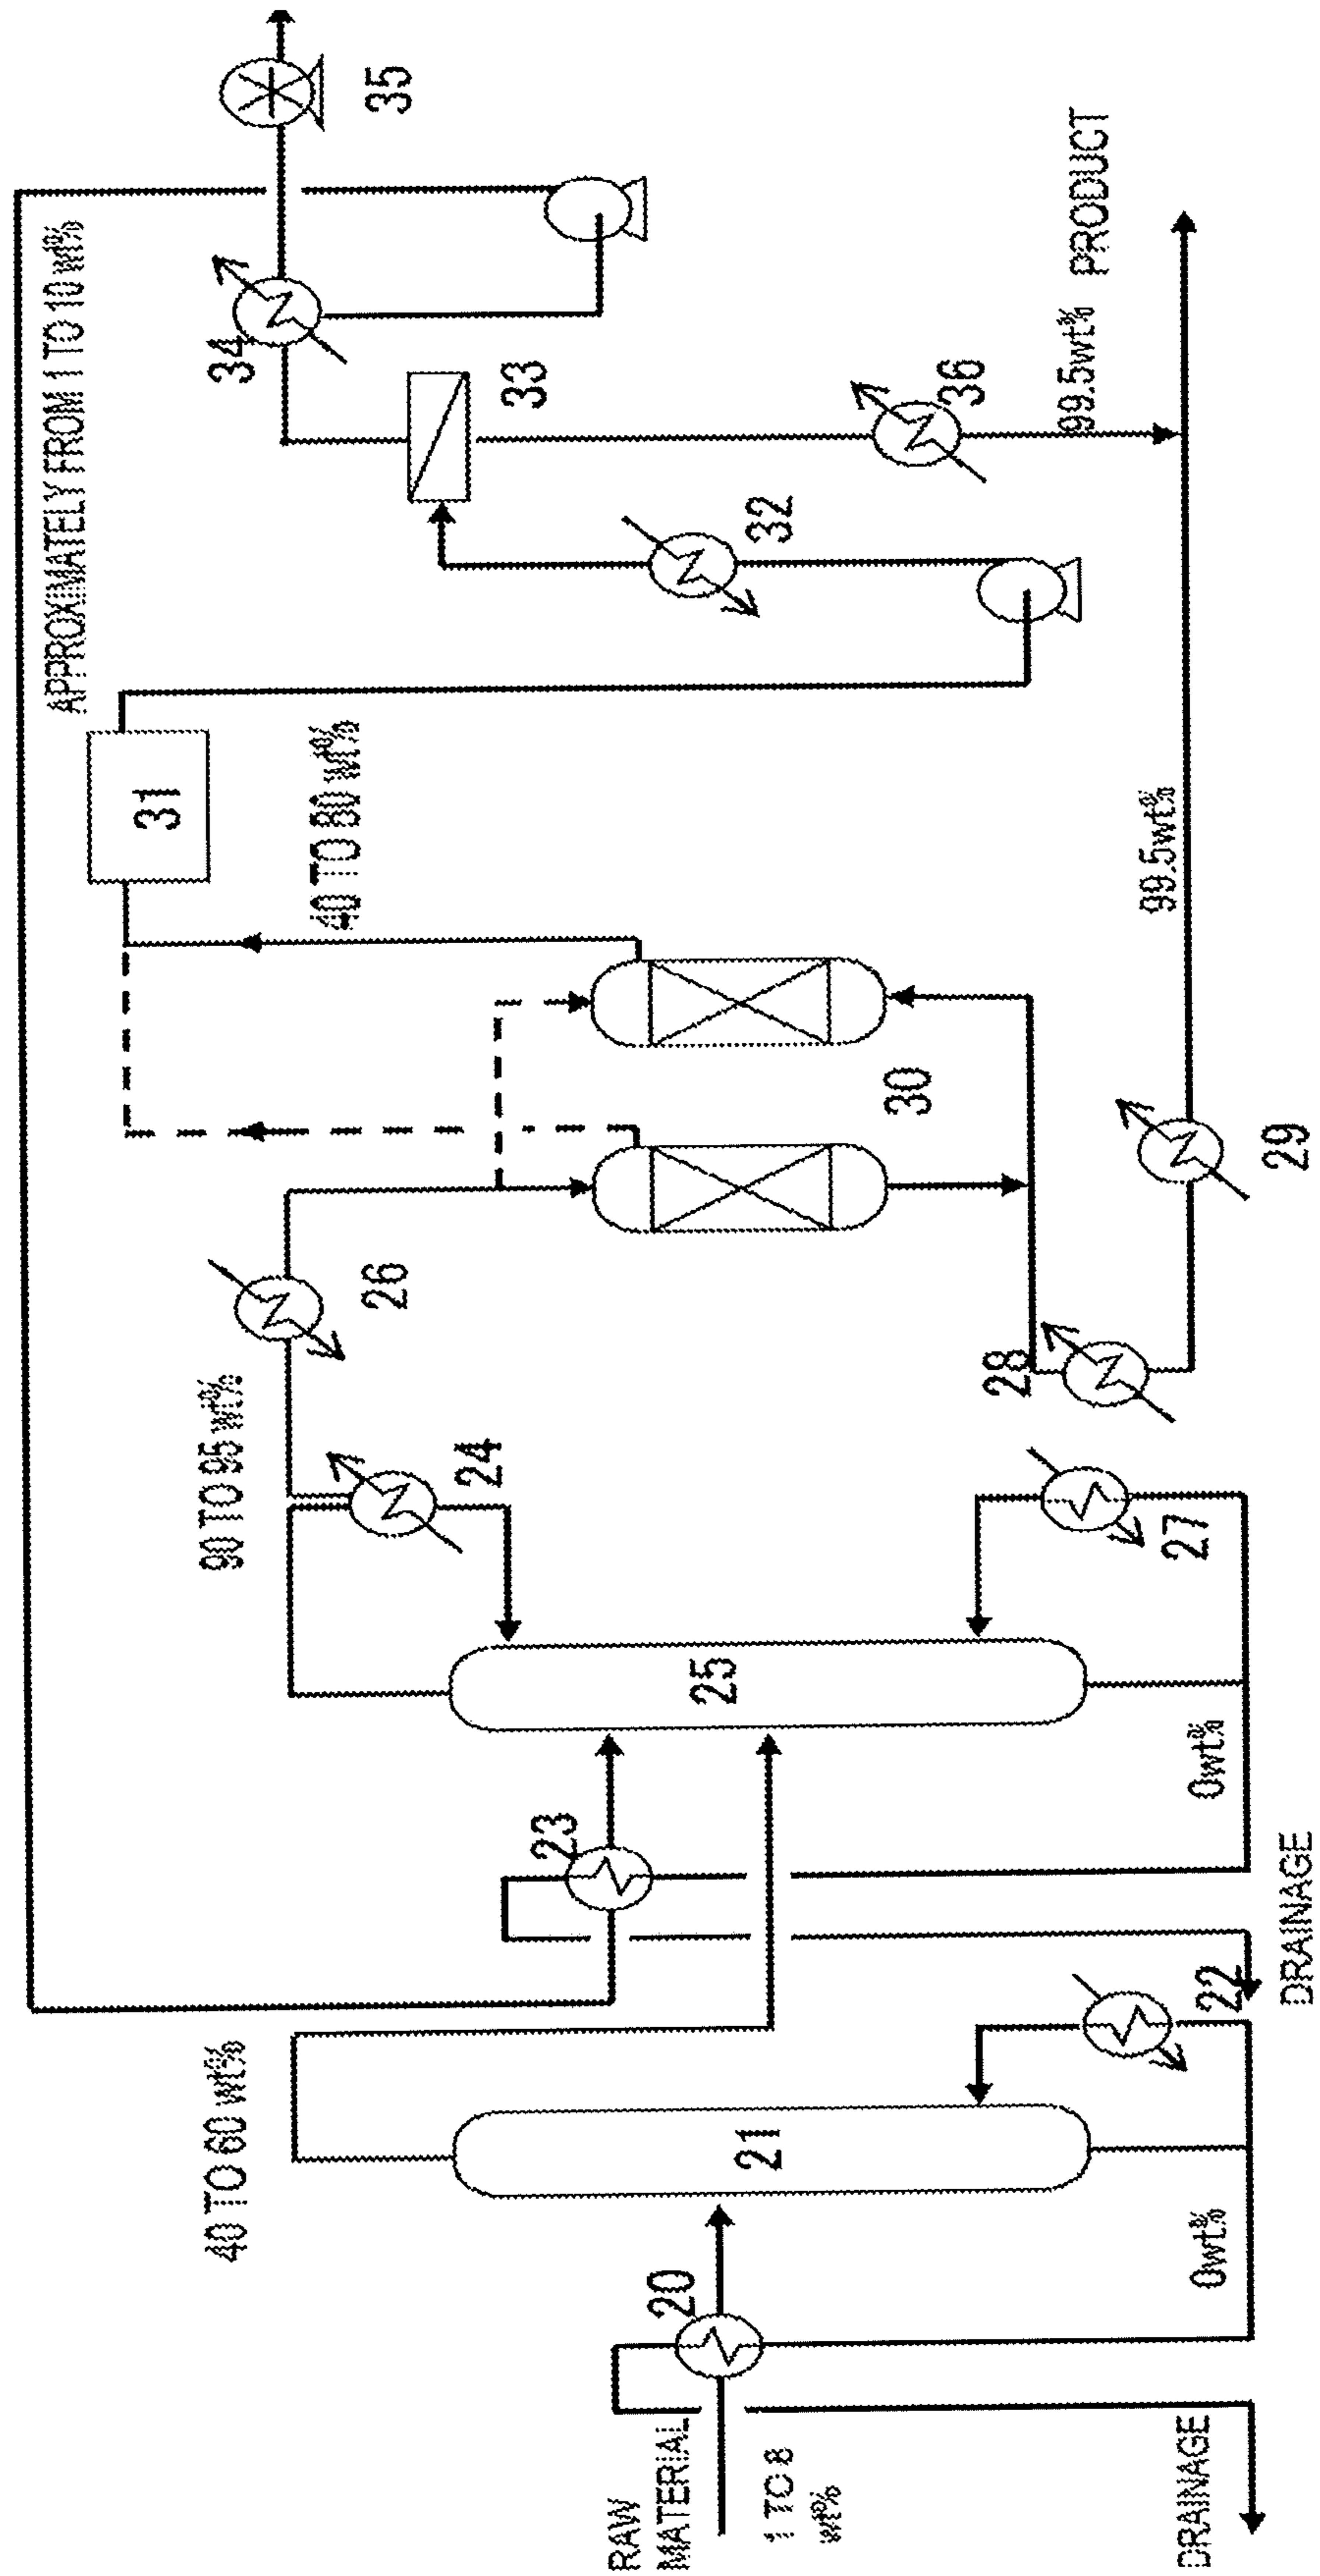 APPROXIMATELY FROM 1 TO 10 wt%
40 TO 60 wt%
90 TO 95 wt%
40 TO 80 wt%
31
34
35
26
24
33
23
32
20
RAW
MATERIAL
1 TO 8
wt%
21
25
30
36
28
99.5wt%
PRODUCT
22
27
0wt%
0wt%
99.5wt%
29
DRAINAGE
DRAINAGE